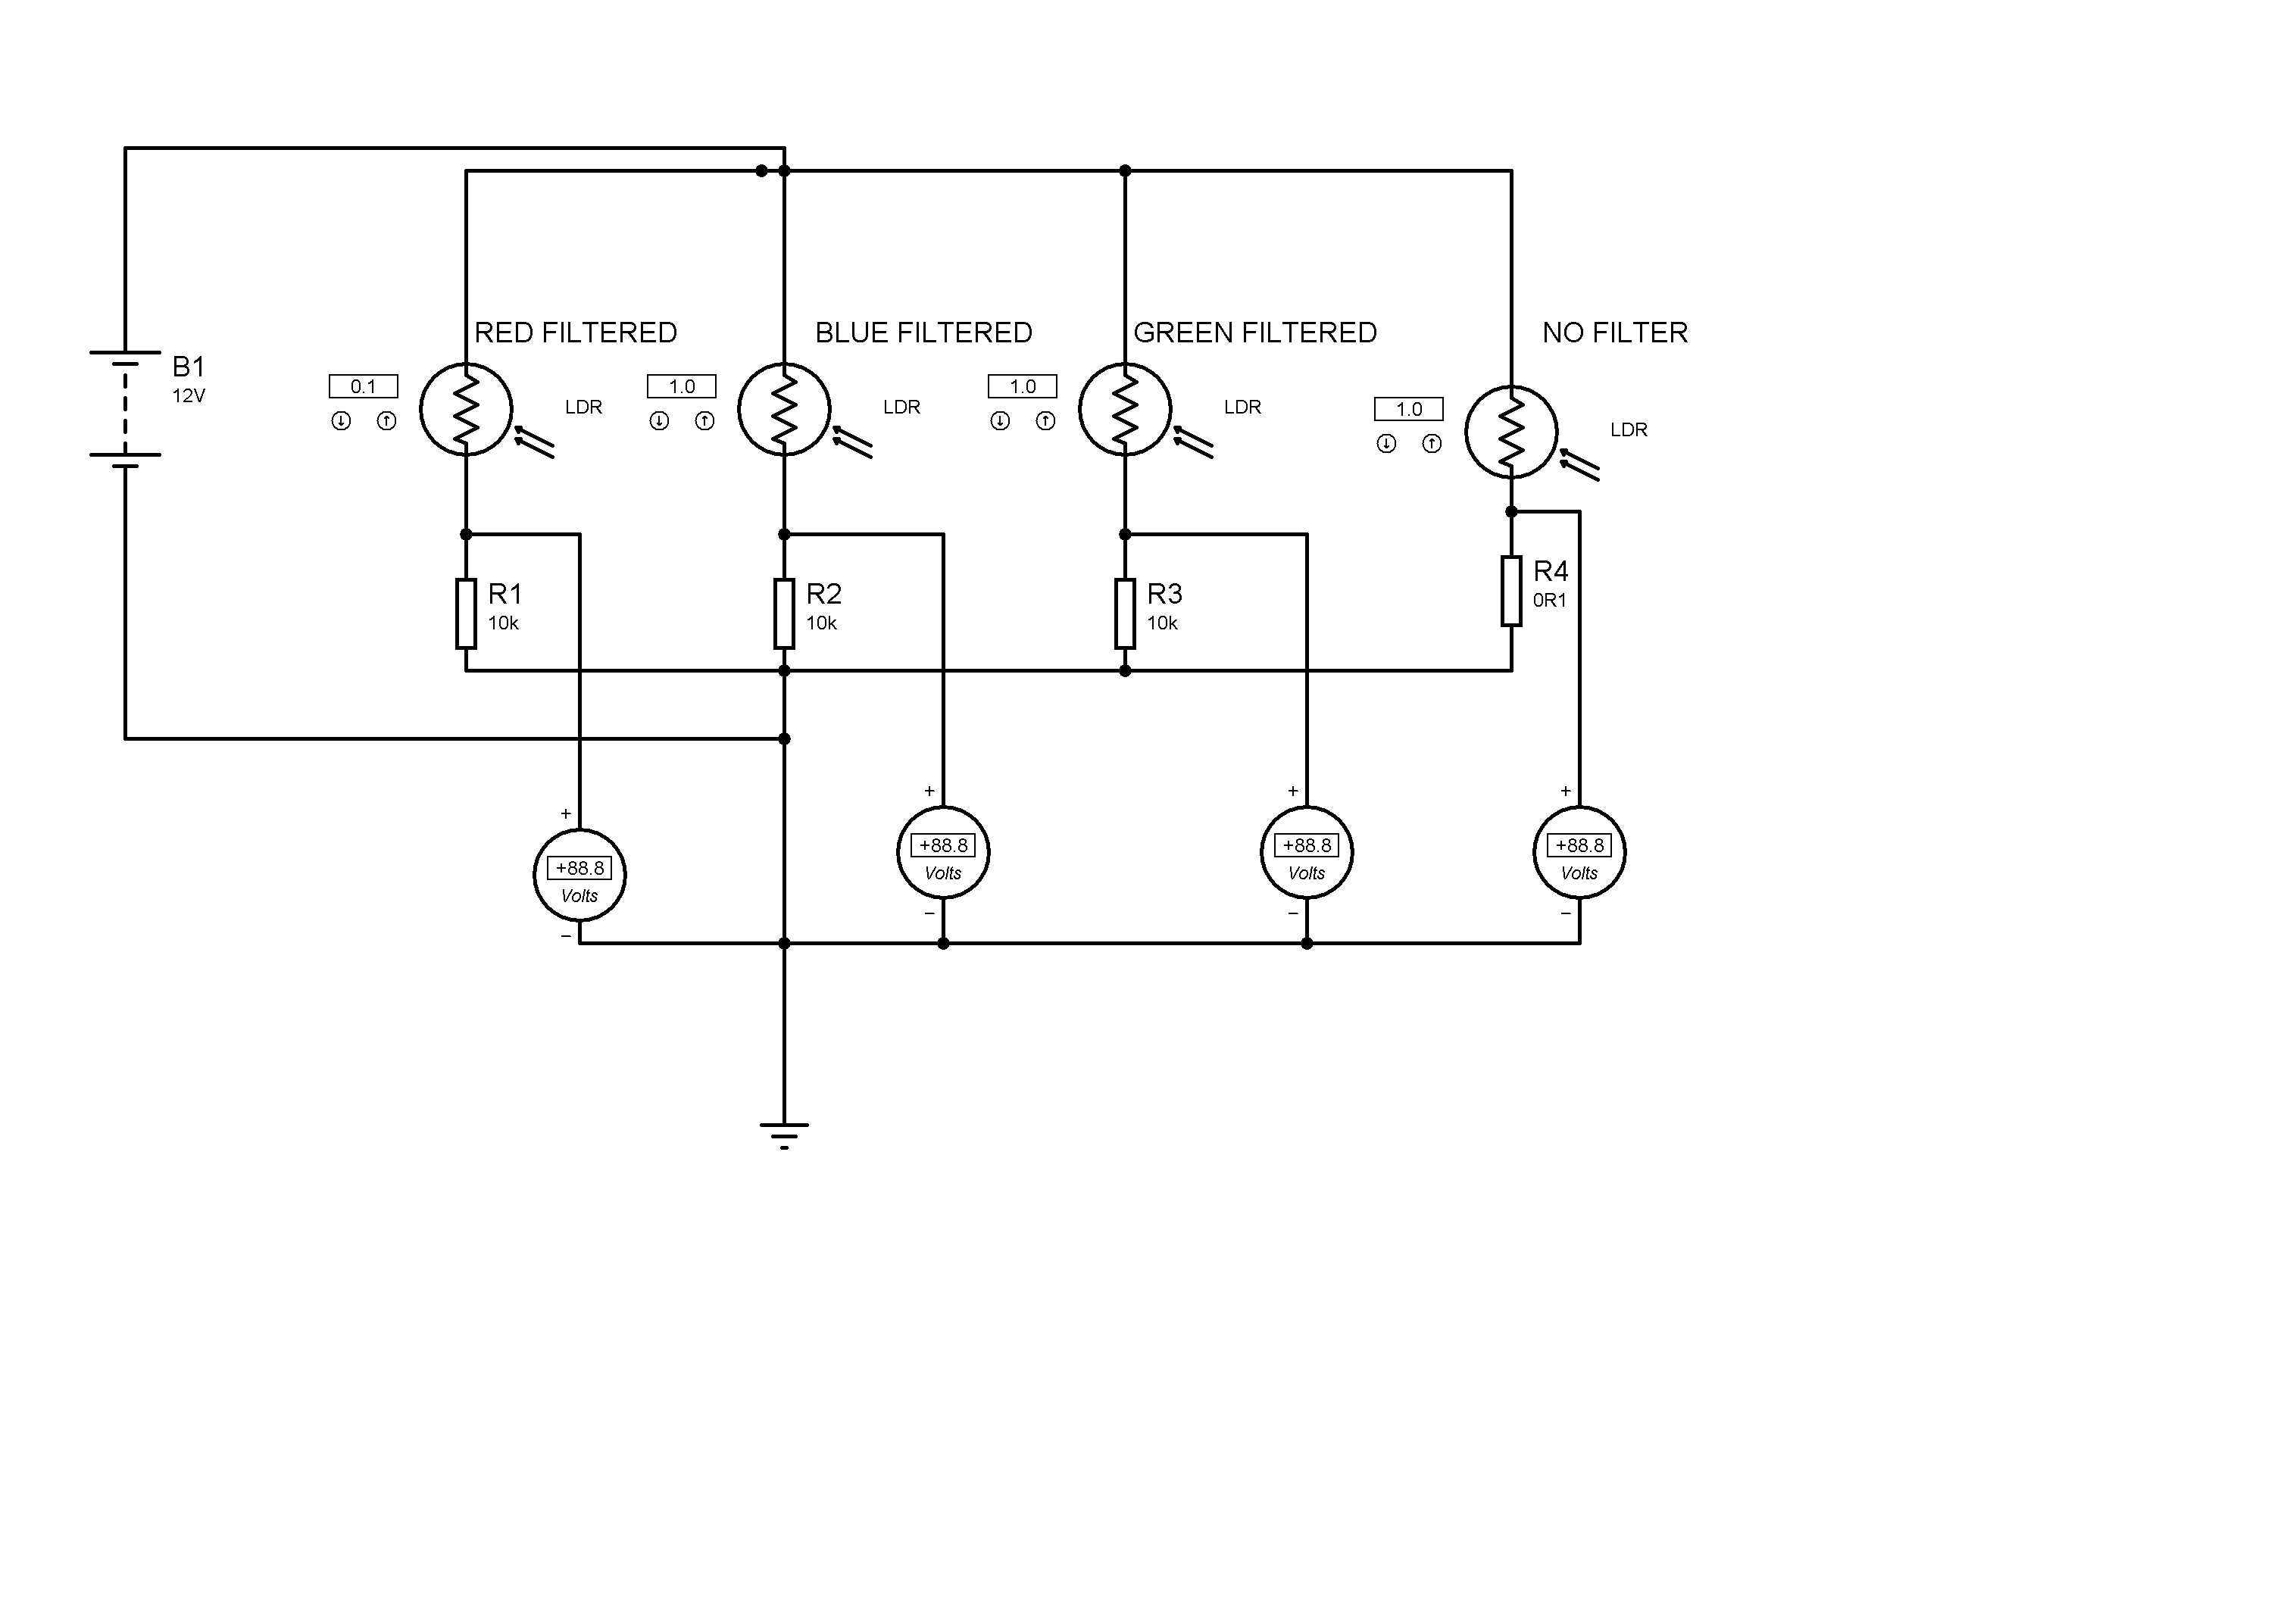 RED FILTERED
BLUE FILTERED
GREEN FILTERED
NO FILTER
B1
12V
0.1
LDR
1.0
LDR
1.0
LDR
1.0
LDR
R1
10k
R2
10k
R3
10k
R4
0R1
+
+88.8
Volts
−
+
+88.8
Volts
−
+
+88.8
Volts
−
+
+88.8
Volts
−